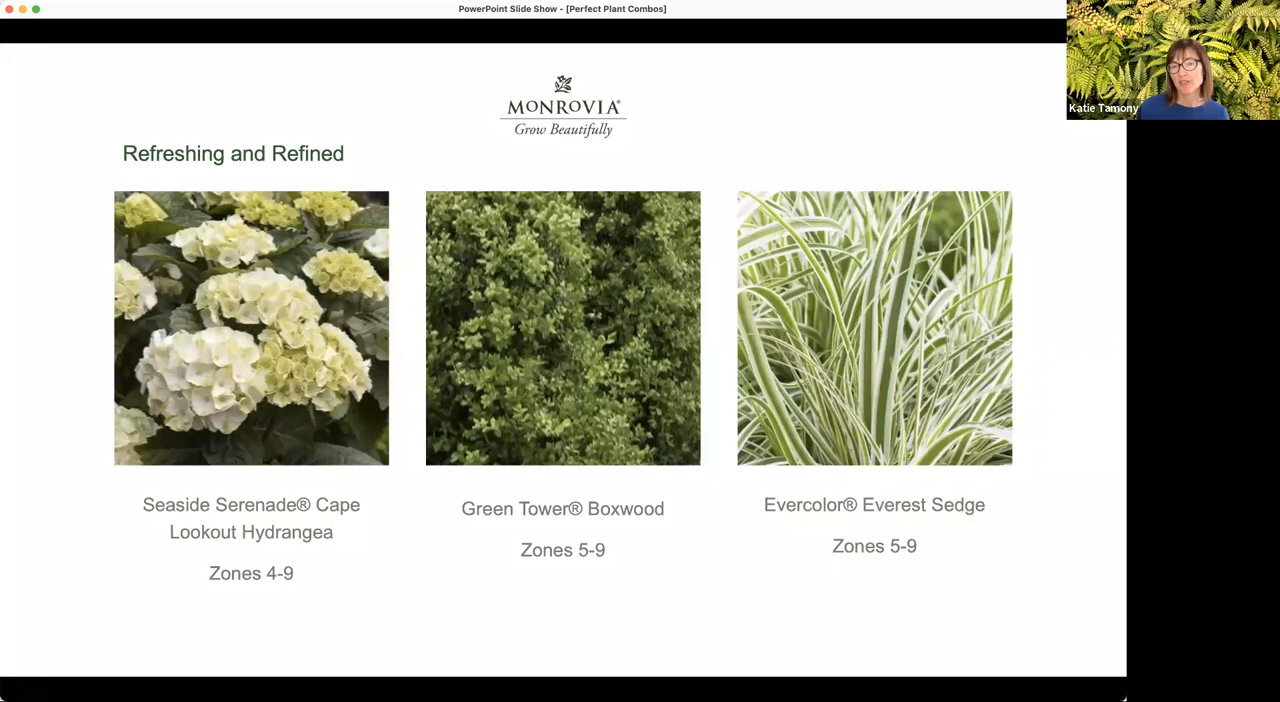 PowerPoint Slide Show - [Perfect Plant Combos]
Katie Tamony
MONROVIA®
Grow Beautifully
Refreshing and Refined
Seaside Serenade® Cape
Lookout Hydrangea
Zones 4-9
Green Tower® Boxwood
Zones 5-9
Evercolor® Everest Sedge
Zones 5-9